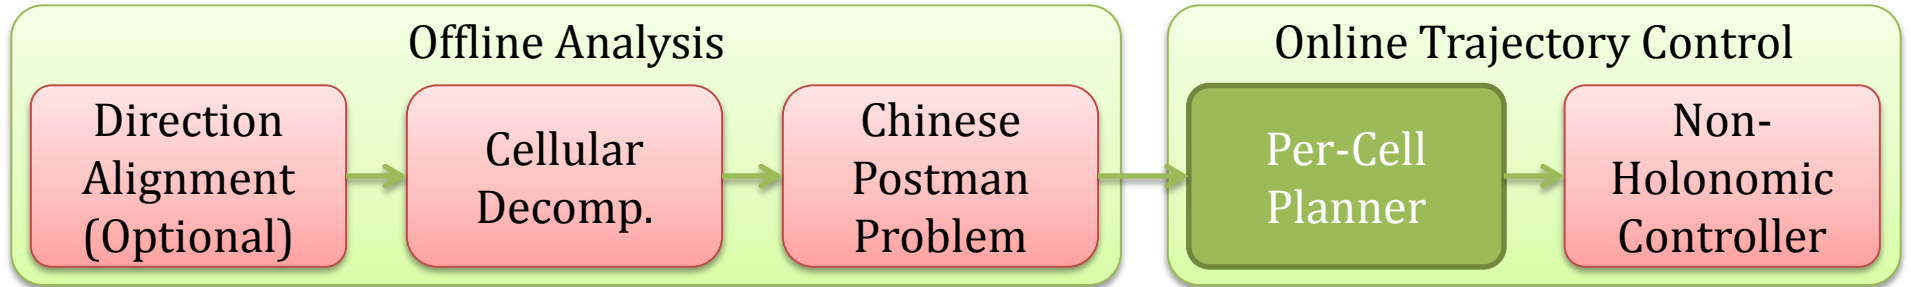 Offline Analysis
Direction
Alignment
(Optional)
Cellular
Decomp.
Chinese
Postman
Problem
Online Trajectory Control
Per-Cell
Planner
Non-
Holonomic
Controller